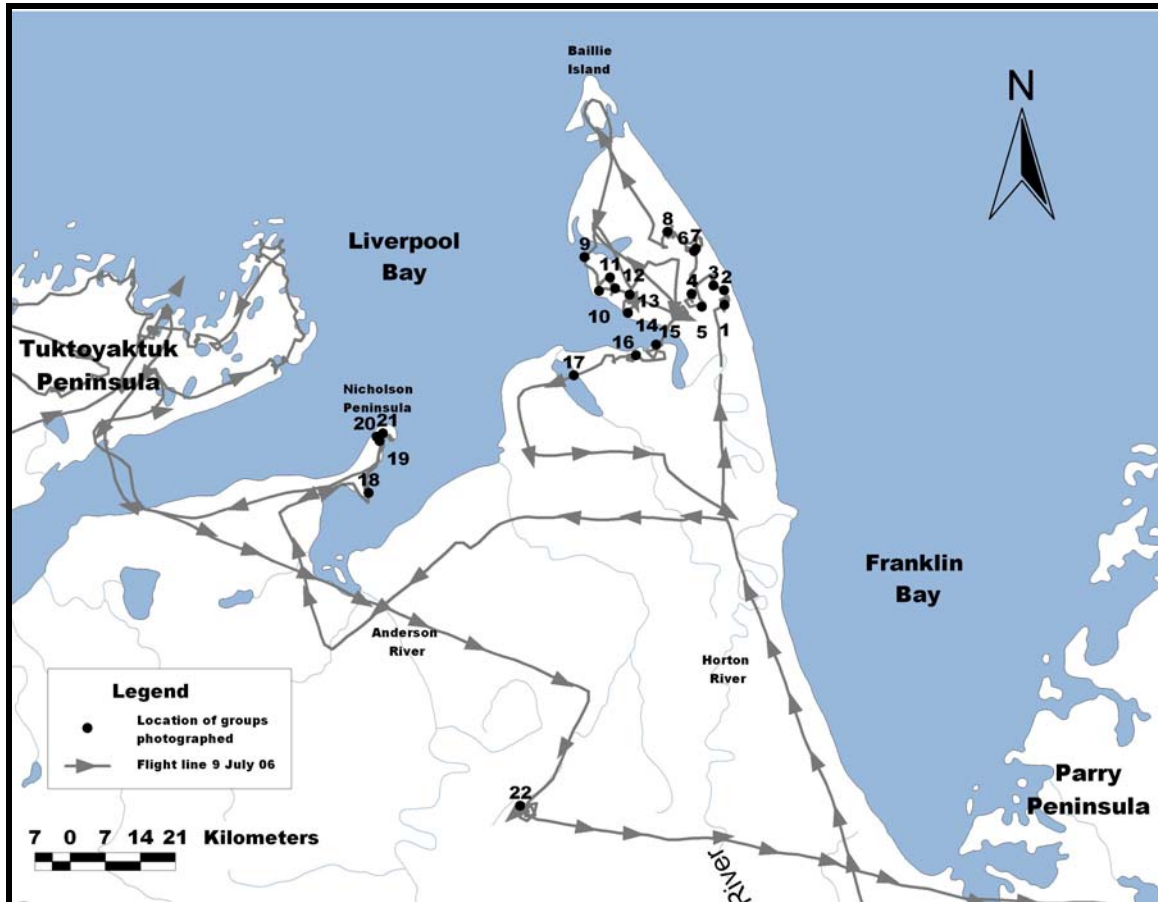 Baillie
Island
N
Liverpool
Bay
8
6 7
9
11
12
4 3 2
13
10
5 1
14 15
16
17
Tuktoyaktuk
Peninsula
Nicholson
Peninsula
20 21
19
18
Franklin
Bay
Anderson
River
Horton
River
Legend
Location of groups
photographed
Flight line 9 July 06
Parry
Peninsula
22
7 0 7 14 21 Kilometers
River